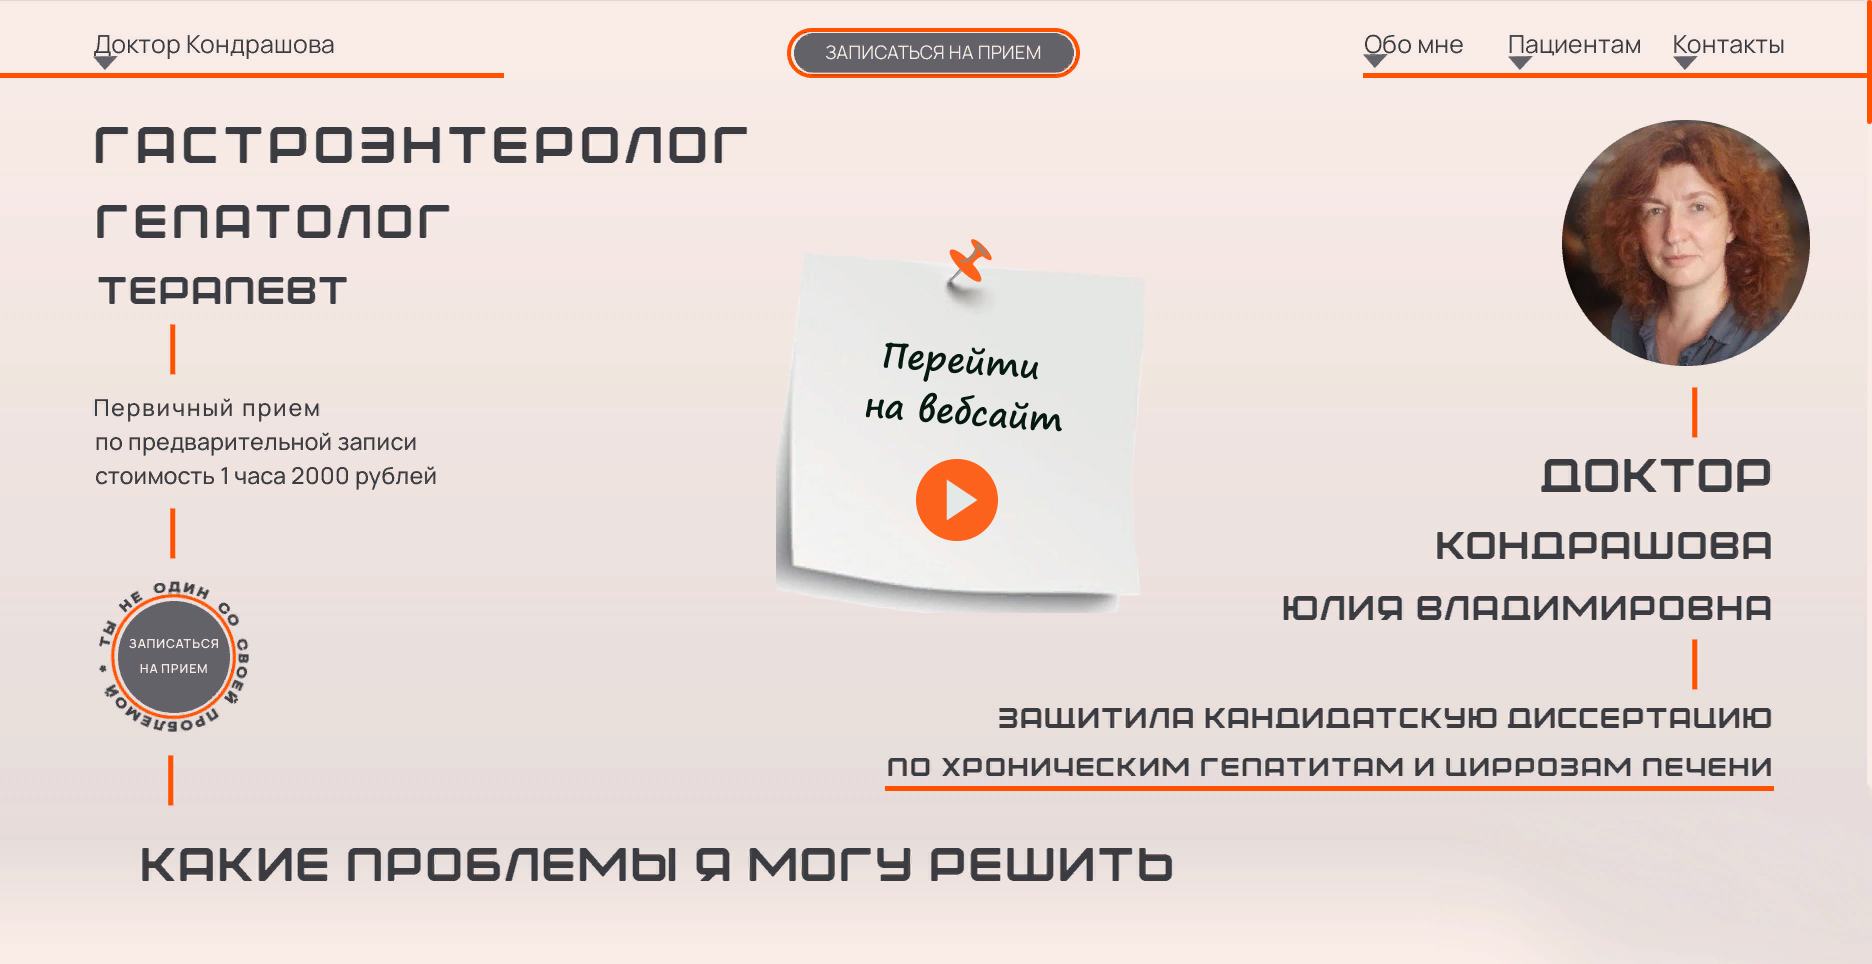 Доктор Кондрашова
ЗАПИСАТЬСЯ НА ПРИЕМ
Обо мне
Пациентам
Контакты
ГАСТРОЭНТЕРОЛОГ
ГЕПАТОЛОГ
ТЕРАПЕВТ
Первичный прием
по предварительной записи
стоимость 1 часа 2000 рублей
ТЫ НЕ ОДИН СО СВОЕЙ ПРОБЛЕМОЙ *
ЗАПИСАТЬСЯ
НА ПРИЕМ
Перейти
на вебсайт
ДОКТОР
КОНДРАШОВА
ЮЛИЯ ВЛАДИМИРОВНА
ЗАЩИТИЛА КАНДИДАТСКУЮ ДИССЕРТАЦИЮ
ПО ХРОНИЧЕСКИМ ГЕПАТИТАМ И ЦИРРОЗАМ ПЕЧЕНИ
КАКИЕ ПРОБЛЕМЫ Я МОГУ РЕШИТЬ